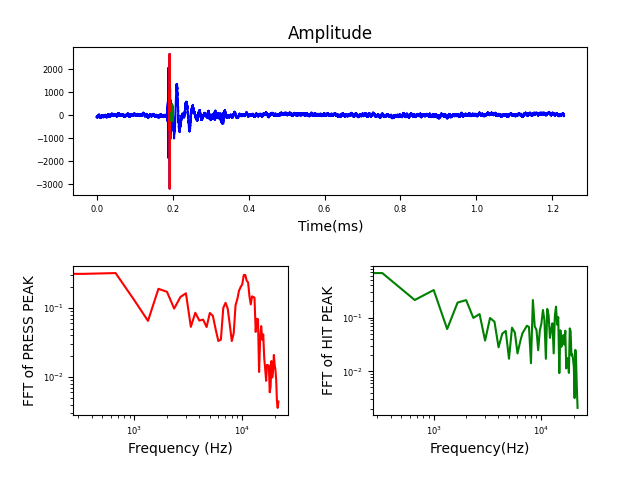 Amplitude
2000
1000
0
−1000
−2000
−3000
0.0 0.2 0.4 0.6 0.8 1.0 1.2
Time(ms)
FFT of PRESS PEAK
10⁻¹
10⁻²
10³ 10⁴
Frequency (Hz)
FFT of HIT PEAK
10⁻¹
10⁻²
10³ 10⁴
Frequency(Hz)